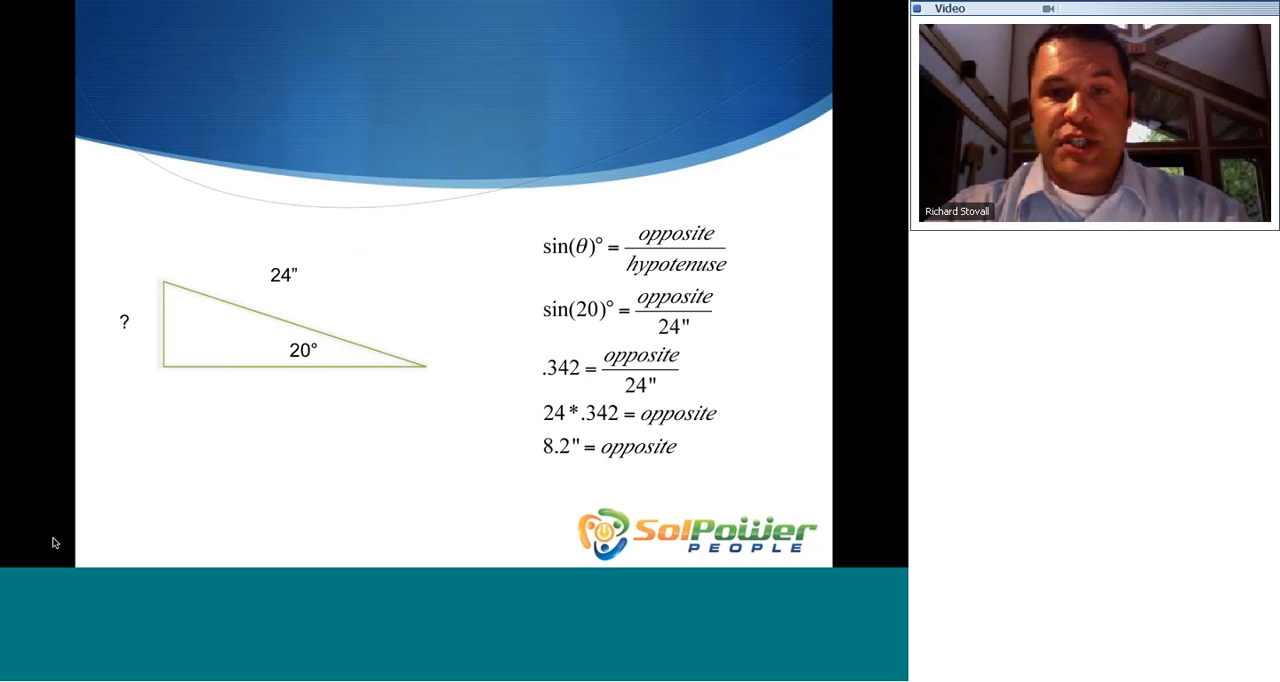 24”
?
20°
sin(θ)° = opposite / hypotenuse
sin(20)° = opposite / 24"
.342 = opposite / 24"
24 * .342 = opposite
8.2" = opposite
SolPower
PEOPLE
Video
Richard Stovall